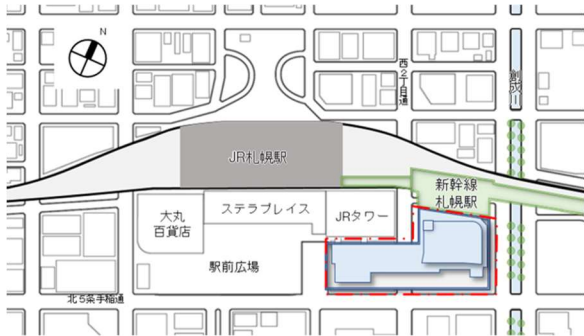 N
西2丁目通
創成川
JR札幌駅
新幹線
札幌駅
大丸
百貨店
ステラプレイス
JRタワー
駅前広場
北5条手稲通